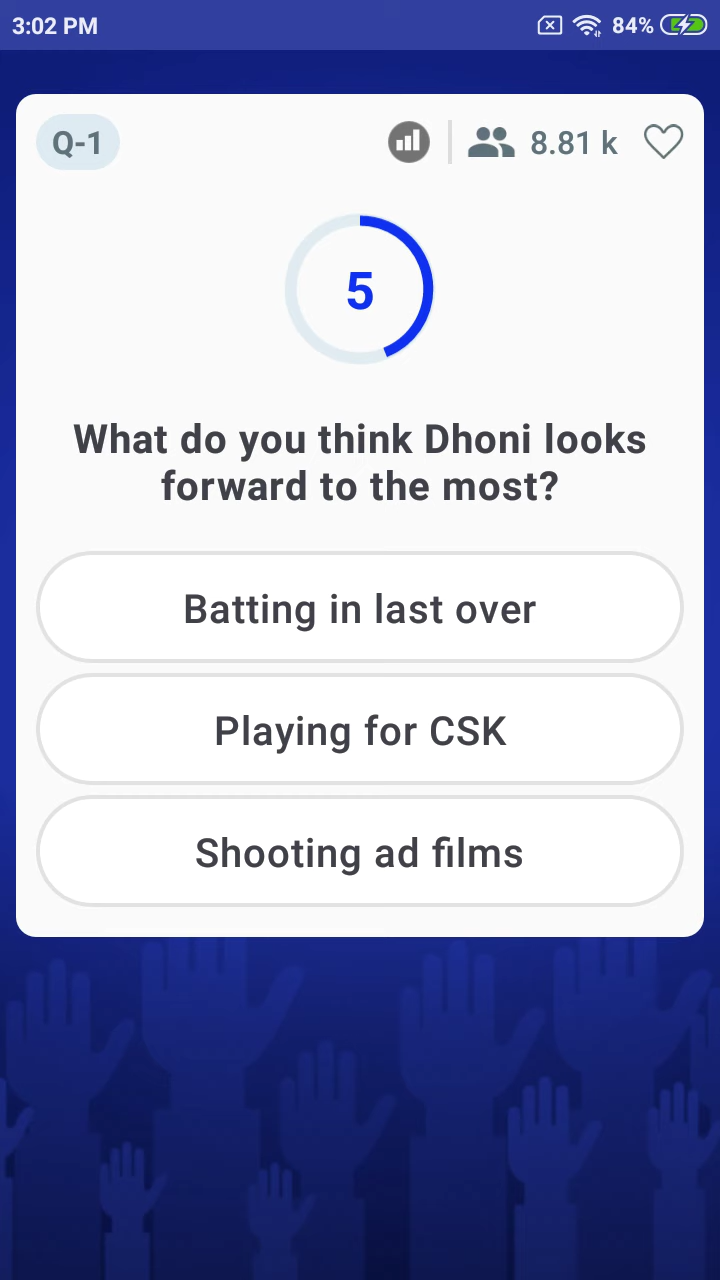 3:02 PM 84%
Q-1 8.81 k
5
What do you think Dhoni looks
forward to the most?
Batting in last over
Playing for CSK
Shooting ad films